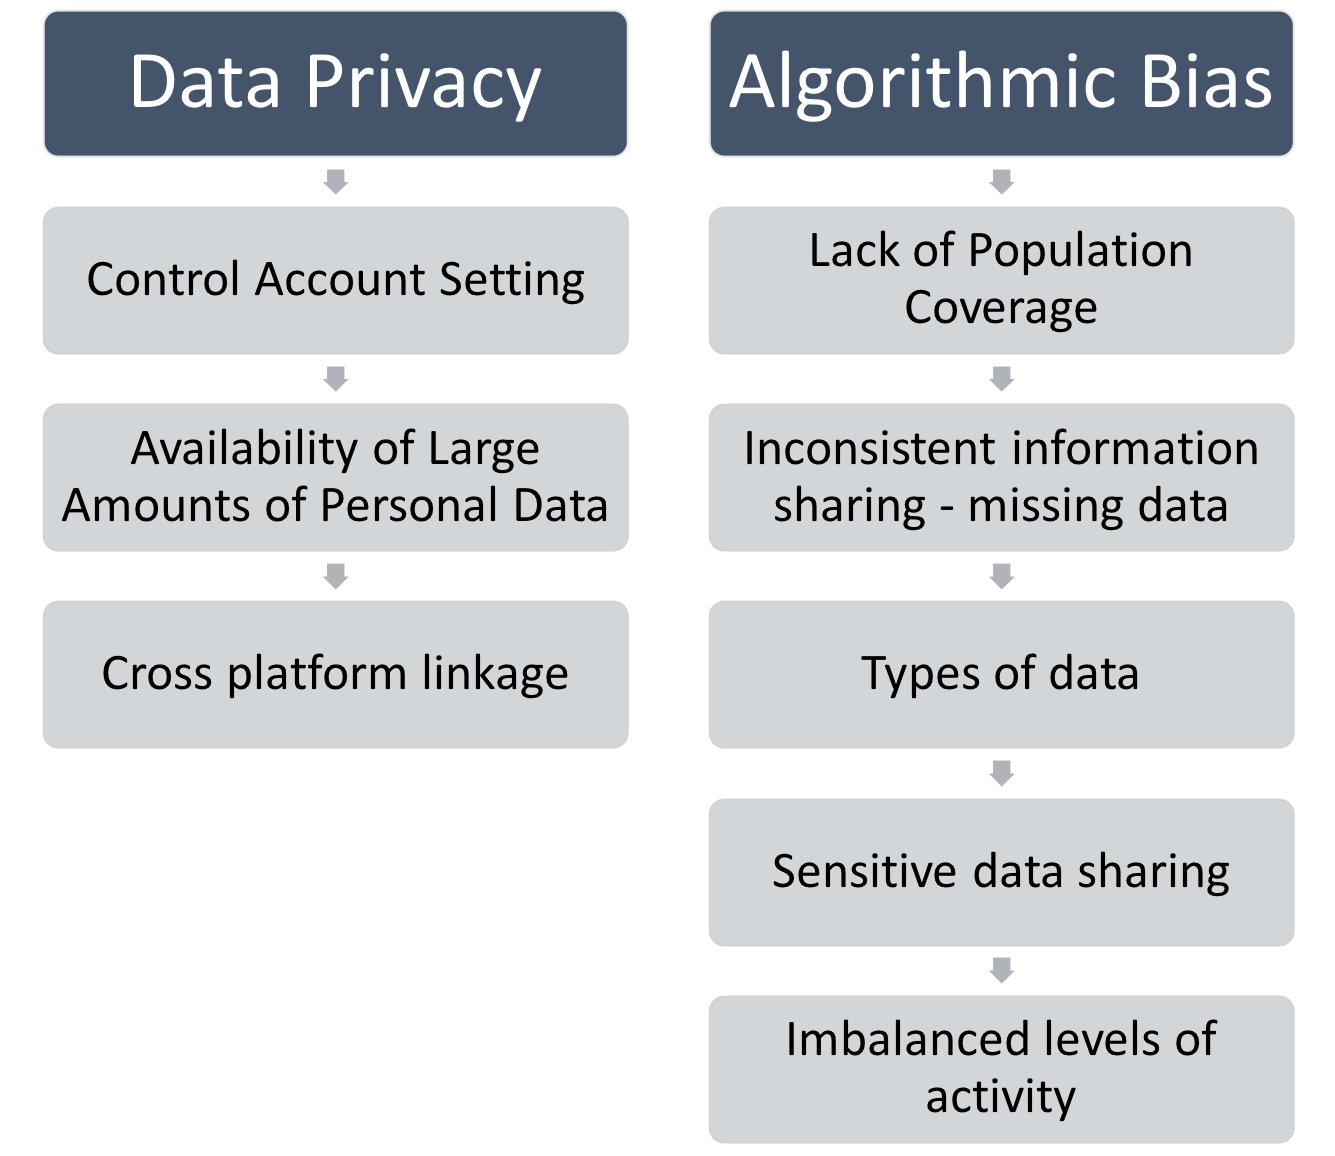 Data Privacy
Control Account Setting
Availability of Large
Amounts of Personal Data
Cross platform linkage
Algorithmic Bias
Lack of Population
Coverage
Inconsistent information
sharing - missing data
Types of data
Sensitive data sharing
Imbalanced levels of
activity